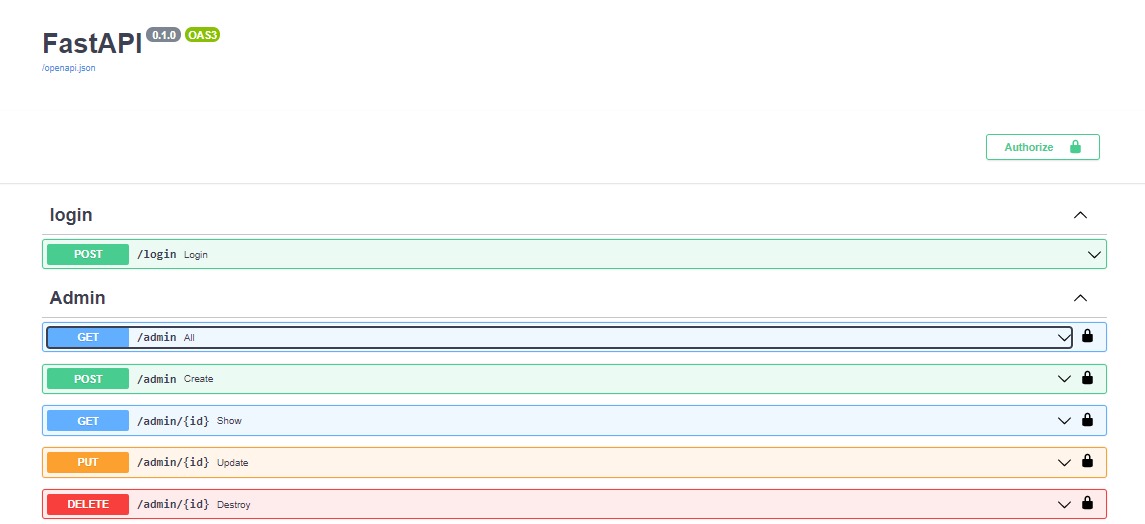 FastAPI 0.1.0 OAS3
/openapi.json
Authorize
login
POST /login Login
Admin
GET /admin All
POST /admin Create
GET /admin/{id} Show
PUT /admin/{id} Update
DELETE /admin/{id} Destroy